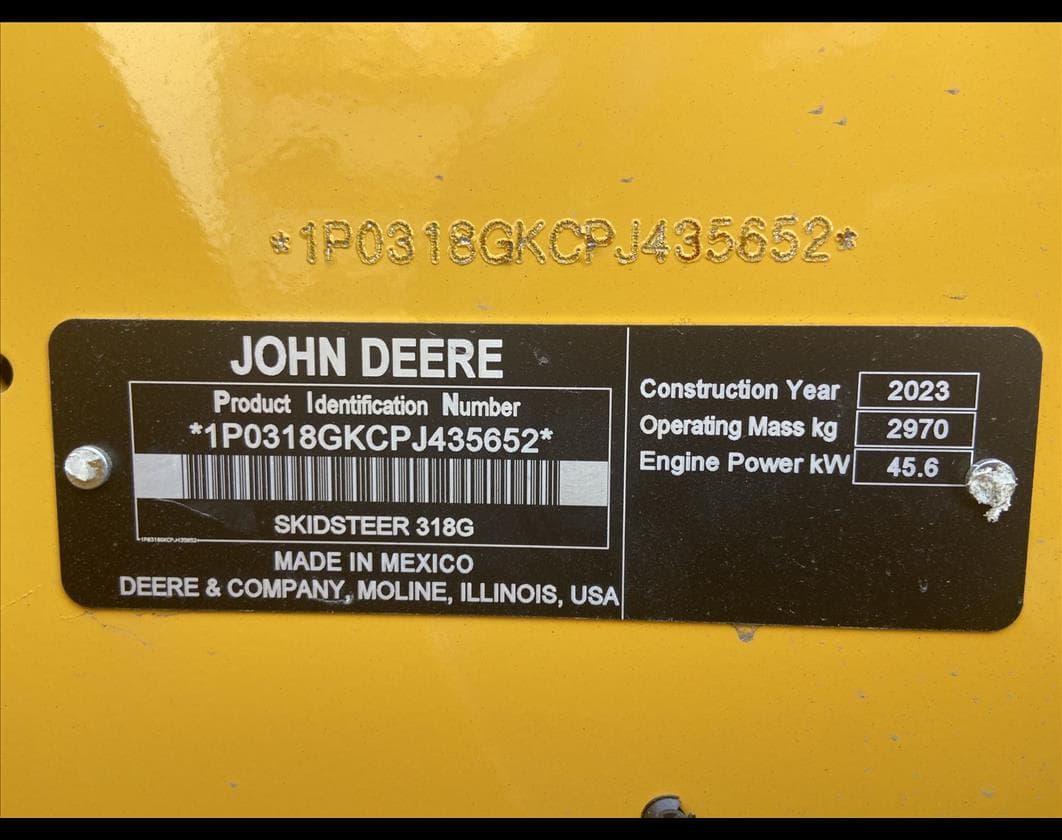 *1P0318GKCPJ435652*
JOHN DEERE
Product Identification Number
*1P0318GKCPJ435652*
SKIDSTEER 318G
*1P0318GKCPJ435652*
MADE IN MEXICO
DEERE & COMPANY, MOLINE, ILLINOIS, USA
Construction Year 2023
Operating Mass kg 2970
Engine Power kW 45.6